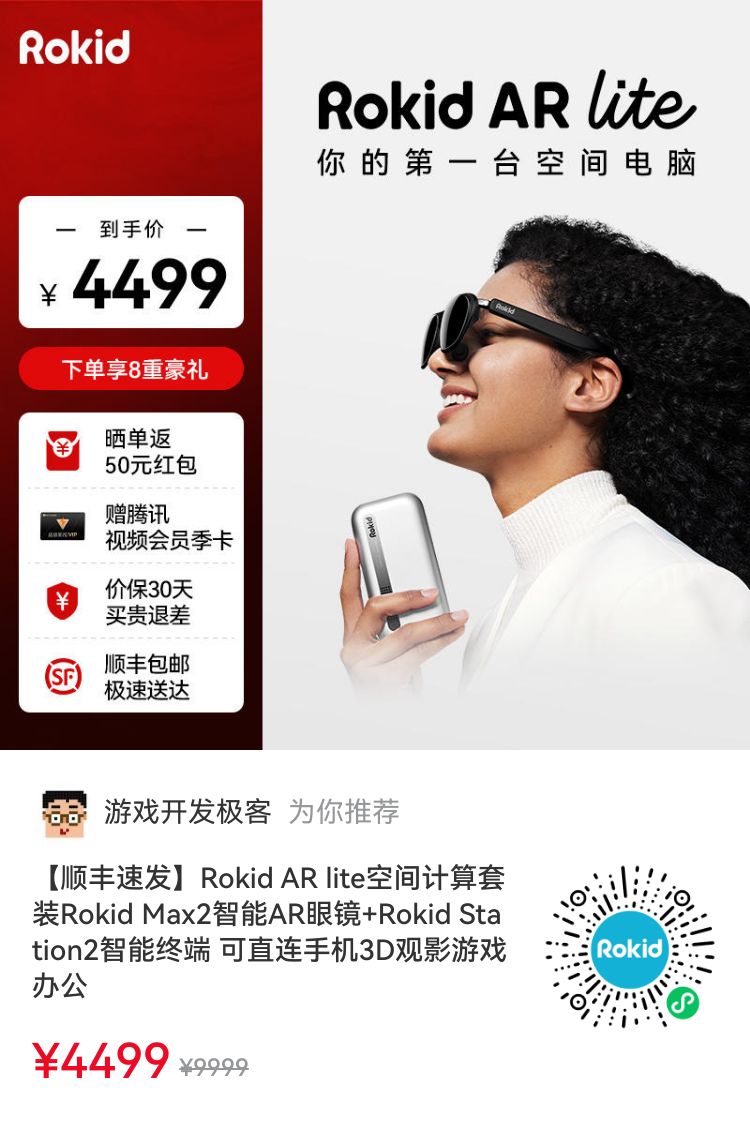 Rokid
Rokid AR lite
你的第一台空间电脑
到手价
¥ 4499
下单享8重豪礼
晒单返
50元红包
赠腾讯
视频会员季卡
价保30天
买贵退差
顺丰包邮
极速送达
SF
Rokid
Rokid
游戏开发极客 为你推荐
【顺丰速发】Rokid AR lite空间计算套
装Rokid Max2智能AR眼镜+Rokid Sta
tion2智能终端 可直连手机3D观影游戏
办公
Rokid
¥4499 ¥9999